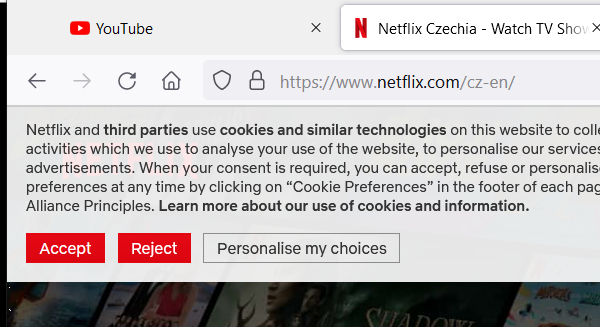 YouTube
Netflix Czechia - Watch TV Show
https://www.netflix.com/cz-en/
Netflix and third parties use cookies and similar technologies on this website to colle
activities which we use to analyse your use of the website, to personalise our services
advertisements. When your consent is required, you can accept, refuse or personalis
preferences at any time by clicking on “Cookie Preferences” in the footer of each pag
Alliance Principles. Learn more about our use of cookies and information.
Accept Reject Personalise my choices
SHADOW